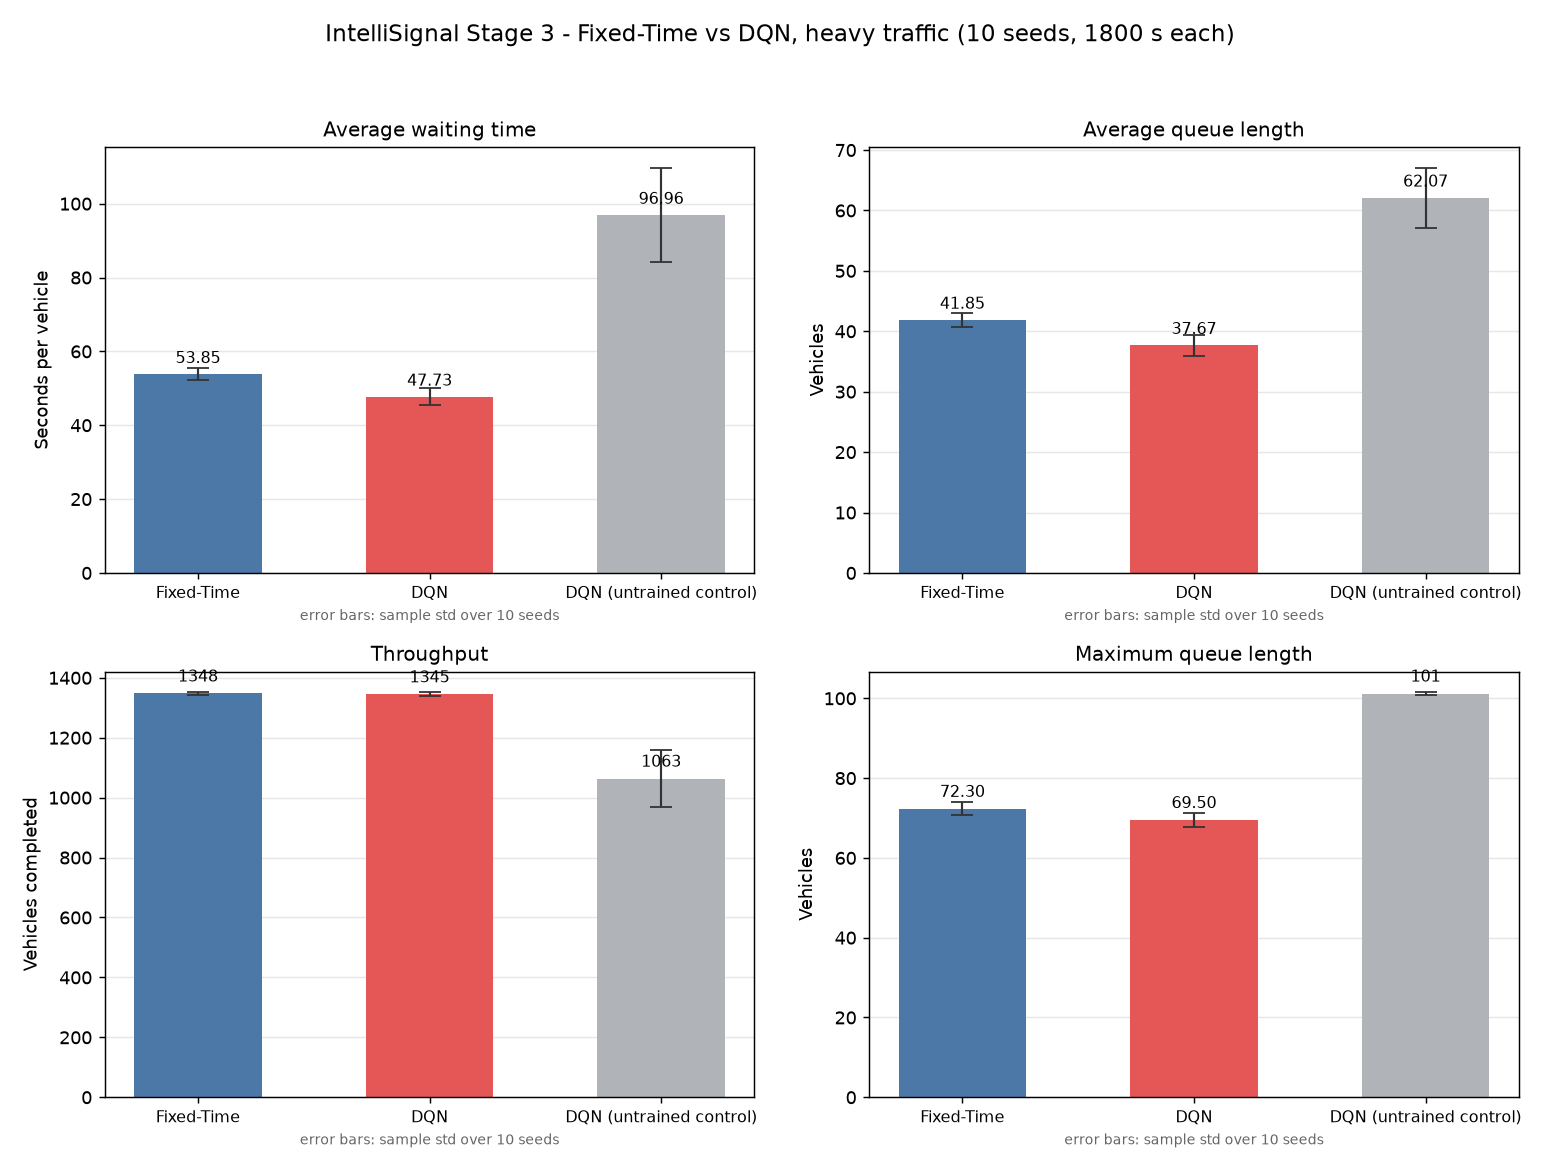 IntelliSignal Stage 3 - Fixed-Time vs DQN, heavy traffic (10 seeds, 1800 s each)
Average waiting time
Seconds per vehicle
100
80
60
40
20
0
53.85
47.73
96.96
Fixed-Time
DQN
DQN (untrained control)
error bars: sample std over 10 seeds
Average queue length
Vehicles
70
60
50
40
30
20
10
0
41.85
37.67
62.07
Fixed-Time
DQN
DQN (untrained control)
error bars: sample std over 10 seeds
Throughput
Vehicles completed
1400
1200
1000
800
600
400
200
0
1348
1345
1063
Fixed-Time
DQN
DQN (untrained control)
error bars: sample std over 10 seeds
Maximum queue length
Vehicles
100
80
60
40
20
0
72.30
69.50
101
Fixed-Time
DQN
DQN (untrained control)
error bars: sample std over 10 seeds